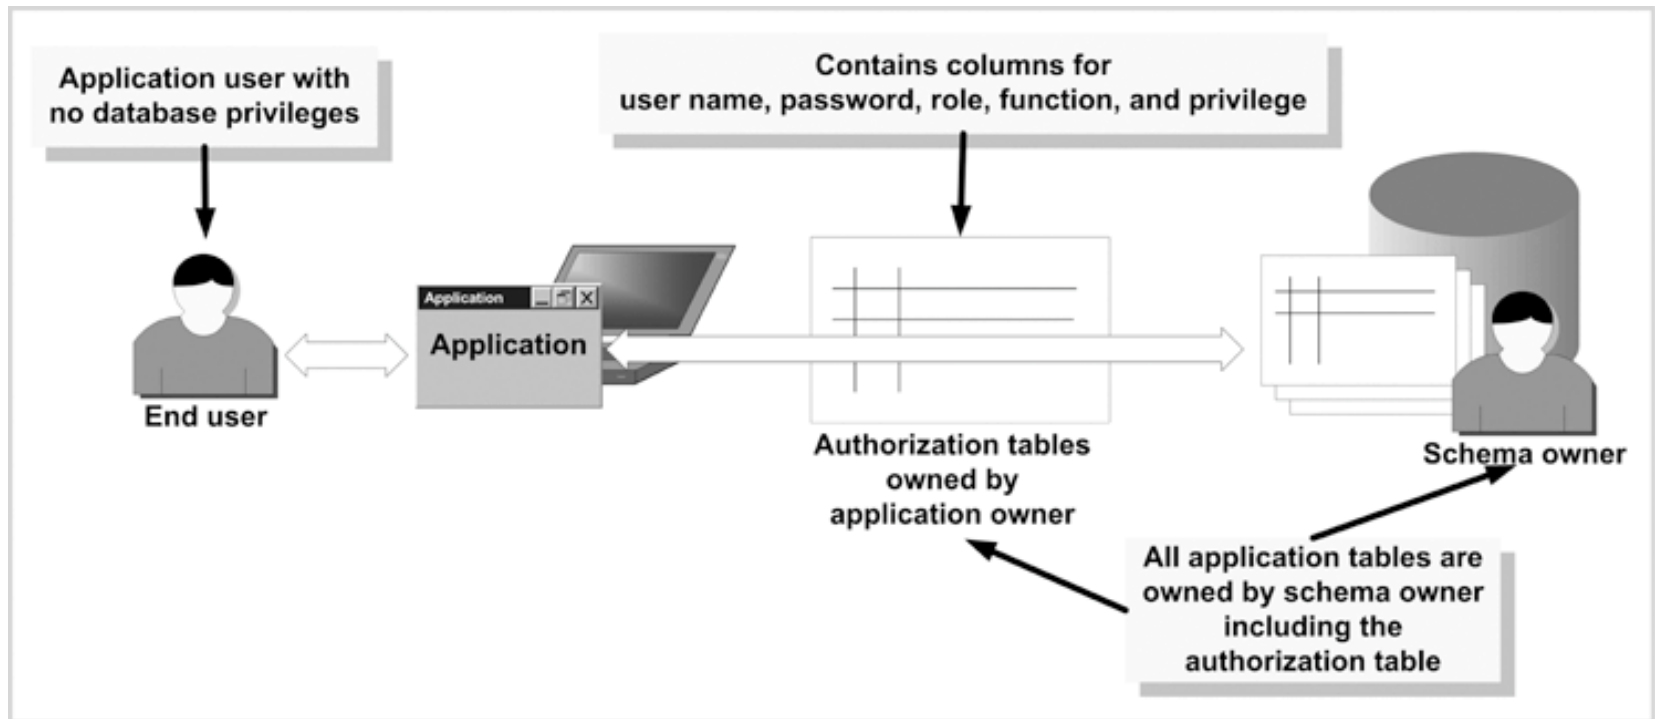 Application user with
no database privileges
Contains columns for
user name, password, role, function, and privilege
Application
Application
End user
Authorization tables
owned by
application owner
Schema owner
All application tables are
owned by schema owner
including the
authorization table